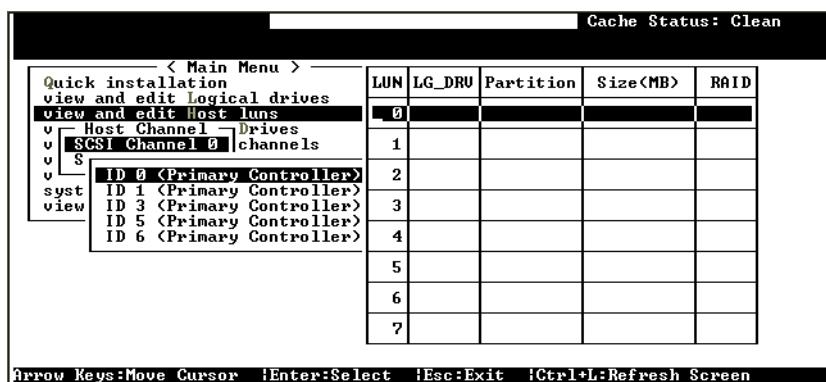 Cache Status: Clean
< Main Menu >
Quick installation
view and edit Logical drives
view and edit Host luns
v Host Channel Drives
v SCSI Channel 0 channels
v S
v ID 0 (Primary Controller)
syst ID 1 (Primary Controller)
view ID 3 (Primary Controller)
ID 5 (Primary Controller)
ID 6 (Primary Controller)
LUN LG_DRV Partition Size(MB) RAID
0
1
2
3
4
5
6
7
Arrow Keys:Move Cursor |Enter:Select |Esc:Exit |Ctrl+L:Refresh Screen